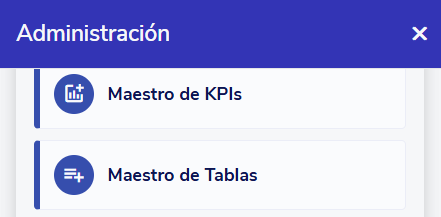 Administración
Maestro de KPIs
Maestro de Tablas